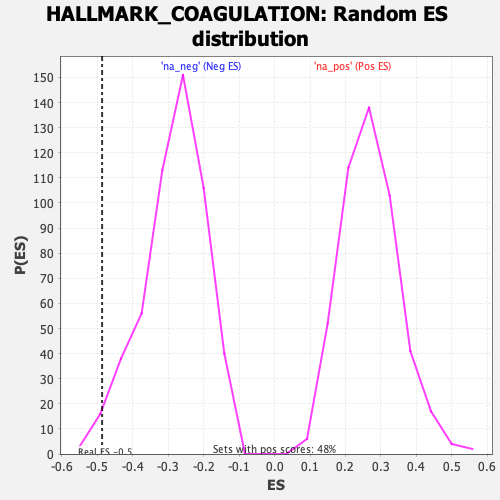 HALLMARK_COAGULATION: Random ES
distribution
'na_neg' (Neg ES)
'na_pos' (Pos ES)
P(ES)
150
140
130
120
110
100
90
80
70
60
50
40
30
20
10
0
Real ES -0.5
Sets with pos scores: 48%
-0.6 -0.5 -0.4 -0.3 -0.2 -0.1 0.0 0.1 0.2 0.3 0.4 0.5 0.6
ES